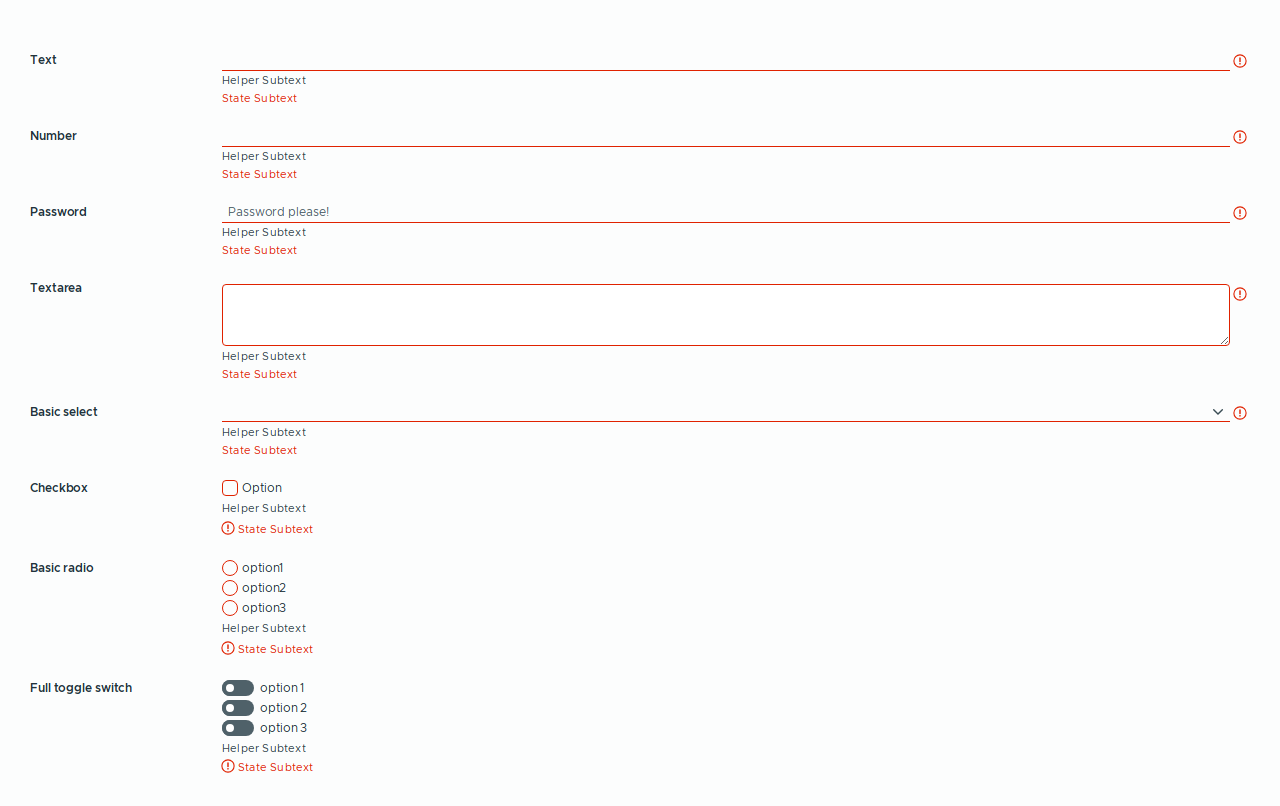 Text
Helper Subtext
State Subtext
Number
Helper Subtext
State Subtext
Password
Password please!
Helper Subtext
State Subtext
Textarea
Helper Subtext
State Subtext
Basic select
Helper Subtext
State Subtext
Checkbox
Option
Helper Subtext
State Subtext
Basic radio
option1
option2
option3
Helper Subtext
State Subtext
Full toggle switch
option 1
option 2
option 3
Helper Subtext
State Subtext